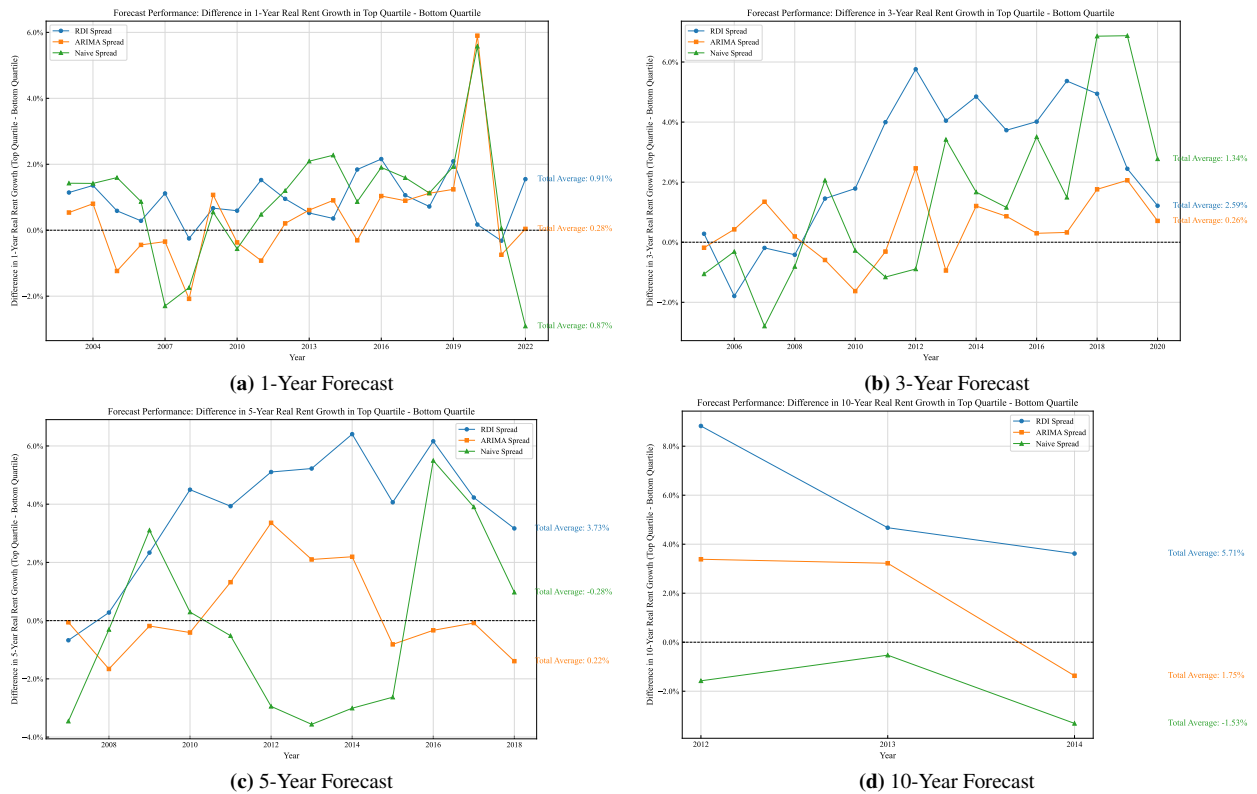 Forecast Performance: Difference in 1-Year Real Rent Growth in Top Quartile - Bottom Quartile
RDI Spread
ARIMA Spread
Naive Spread
6.0%
4.0%
2.0%
0.0%
−2.0%
Difference in 1-Year Real Rent Growth (Top Quartile - Bottom Quartile)
Total Average: 0.91%
Total Average: 0.28%
Total Average: 0.87%
2004 2007 2010 2013 2016 2019 2022
Year
(a) 1-Year Forecast
Forecast Performance: Difference in 3-Year Real Rent Growth in Top Quartile - Bottom Quartile
RDI Spread
ARIMA Spread
Naive Spread
6.0%
4.0%
2.0%
0.0%
−2.0%
Difference in 3-Year Real Rent Growth (Top Quartile - Bottom Quartile)
Total Average: 1.34%
Total Average: 2.59%
Total Average: 0.26%
2006 2008 2010 2012 2014 2016 2018 2020
Year
(b) 3-Year Forecast
Forecast Performance: Difference in 5-Year Real Rent Growth in Top Quartile - Bottom Quartile
RDI Spread
ARIMA Spread
Naive Spread
6.0%
4.0%
2.0%
0.0%
−2.0%
−4.0%
Difference in 5-Year Real Rent Growth (Top Quartile - Bottom Quartile)
Total Average: 3.73%
Total Average: -0.28%
Total Average: 0.22%
2008 2010 2012 2014 2016 2018
Year
(c) 5-Year Forecast
Forecast Performance: Difference in 10-Year Real Rent Growth in Top Quartile - Bottom Quartile
RDI Spread
ARIMA Spread
Naive Spread
8.0%
6.0%
4.0%
2.0%
0.0%
−2.0%
Difference in 10-Year Real Rent Growth (Top Quartile - Bottom Quartile)
Total Average: 5.71%
Total Average: 1.75%
Total Average: -1.53%
2012 2013 2014
Year
(d) 10-Year Forecast